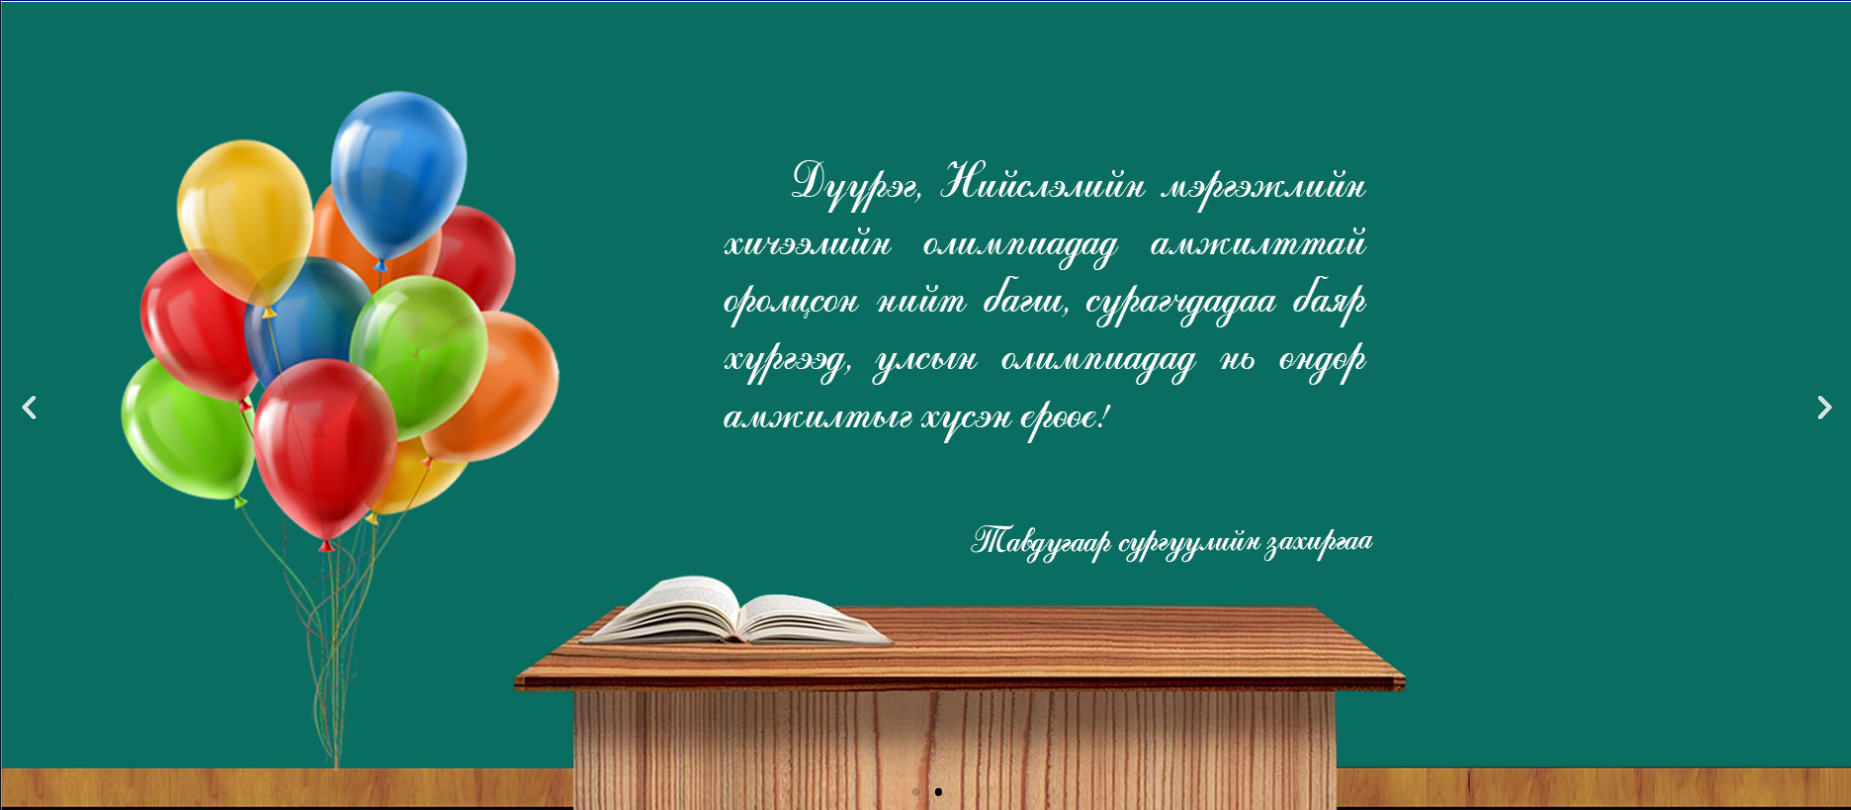 Дүүрэг, Нийслэлийн мэргэжлийн
хичээлийн олимпиадад амжилттай
оролцсон нийт багш, сурагчдадаа баяр
хүргээд, улсын олимпиадад нь өндөр
амжилтыг хүсэн ерөөе!
Тавдугаар сургуулийн захиргаа